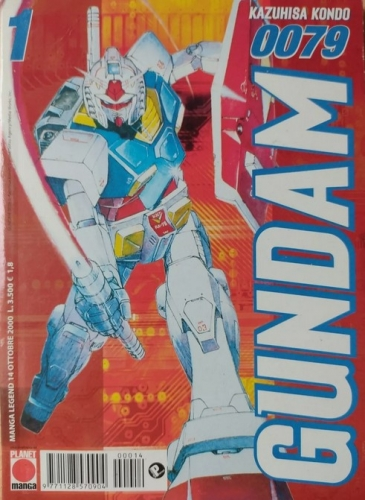 1
KAZUHISA KONDO
0079
GUNDAM
MANGA LEGEND 14 OTTOBRE 2000 L. 3.500 € 1,8
PLANET
manga
00014
9 771126 570904
P